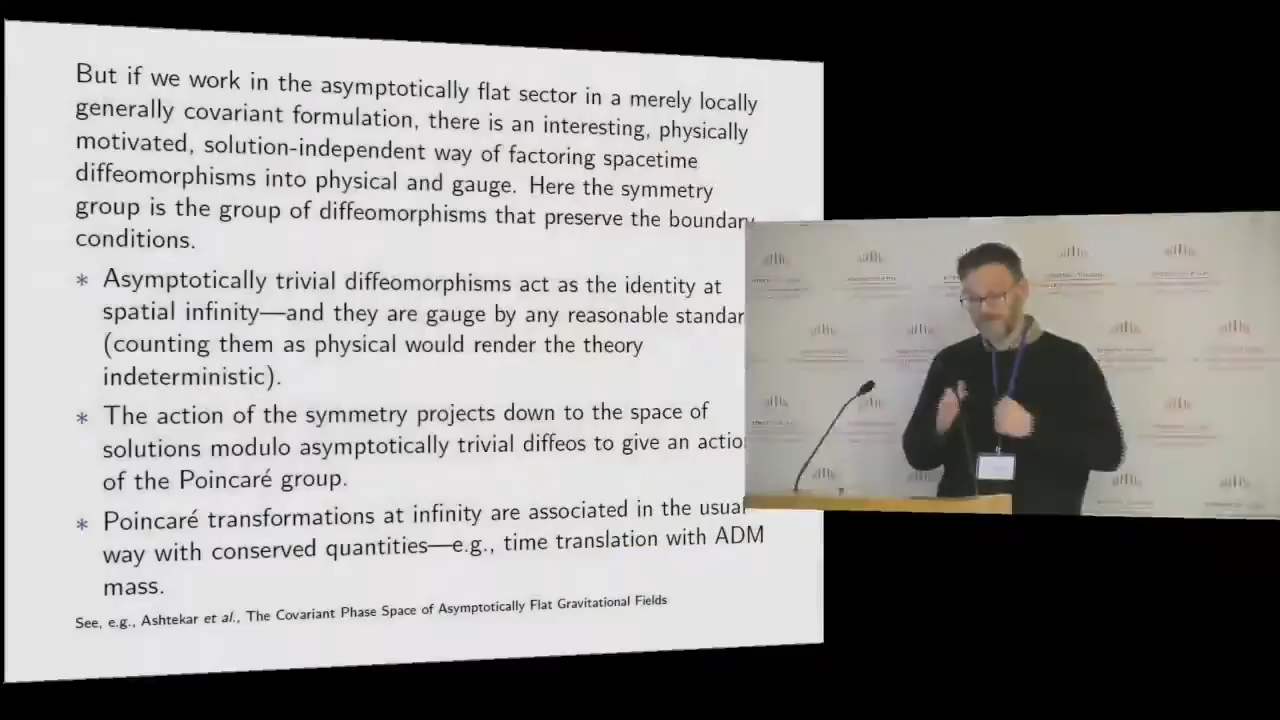 But if we work in the asymptotically flat sector in a merely locally
generally covariant formulation, there is an interesting, physically
motivated, solution-independent way of factoring spacetime
diffeomorphisms into physical and gauge. Here the symmetry
group is the group of diffeomorphisms that preserve the boundary
conditions.
* Asymptotically trivial diffeomorphisms act as the identity at
spatial infinity—and they are gauge by any reasonable standar
(counting them as physical would render the theory
indeterministic).
* The action of the symmetry projects down to the space of
solutions modulo asymptotically trivial diffeos to give an actio
of the Poincaré group.
* Poincaré transformations at infinity are associated in the usual
way with conserved quantities—e.g., time translation with ADM
mass.
See, e.g., Ashtekar et al., The Covariant Phase Space of Asymptotically Flat Gravitational Fields